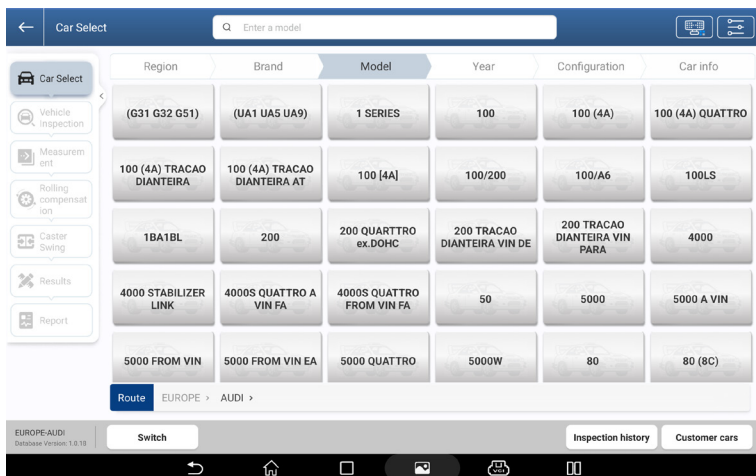 Car Select
Enter a model
Region
Brand
Model
Year
Configuration
Car info
Car Select
Vehicle
Inspection
Measurem
ent
Rolling
compensat
ion
Caster
Swing
Results
Report
(G31 G32 G51)
(UA1 UA5 UA9)
1 SERIES
100
100 (4A)
100 (4A) QUATTRO
100 (4A) TRACAO
DIANTEIRA
100 (4A) TRACAO
DIANTEIRA AT
100 [4A]
100/200
100/A6
100LS
1BA1BL
200
200 QUARTTRO
ex.DOHC
200 TRACAO
DIANTEIRA VIN DE
200 TRACAO
DIANTEIRA VIN
PARA
4000
4000 STABILIZER
LINK
4000S QUATTRO A
VIN FA
4000S QUATTRO
FROM VIN FA
50
5000
5000 A VIN
5000 FROM VIN
5000 FROM VIN EA
5000 QUATTRO
5000W
80
80 (8C)
Route
EUROPE >
AUDI >
EUROPE-AUDI
Database Version: 1.0.10
Switch
Inspection history
Customer cars
VCI